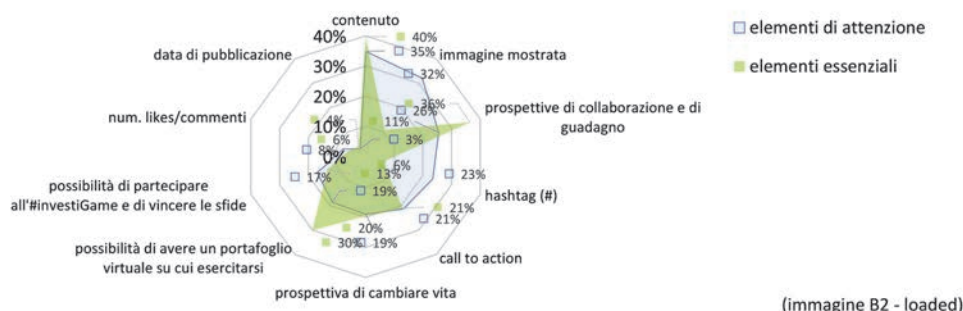 contenuto
40%
40%
elementi di attenzione
data di pubblicazione
35%
immagine mostrata
30%
32%
elementi essenziali
36%
20%
26%
prospettive di collaborazione e di
guadagno
num. likes/commenti
4%
10%
11%
6%
3%
8%
0%
6%
17%
13%
23%
possibilità di partecipare
all'#investiGame e di vincere le sfide
19%
hashtag (#)
21%
21%
possibilità di avere un portafoglio
virtuale su cui esercitarsi
20%
30%
19%
call to action
prospettiva di cambiare vita
(immagine B2 - loaded)